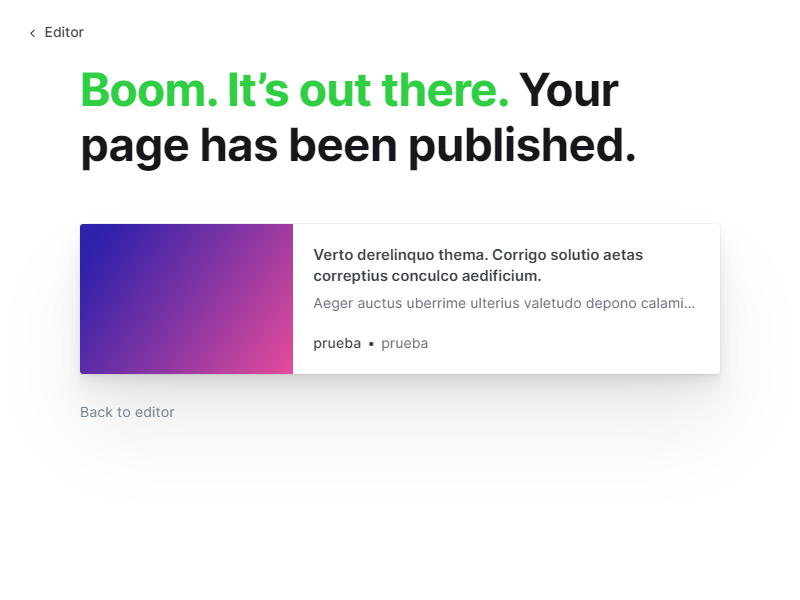 Editor
Boom. It’s out there. Your
page has been published.
Verto derelinquo thema. Corrigo solutio aetas
correptius conculco aedificium.
Aeger auctus uberrime ulterius valetudo depono calami...
prueba • prueba
Back to editor